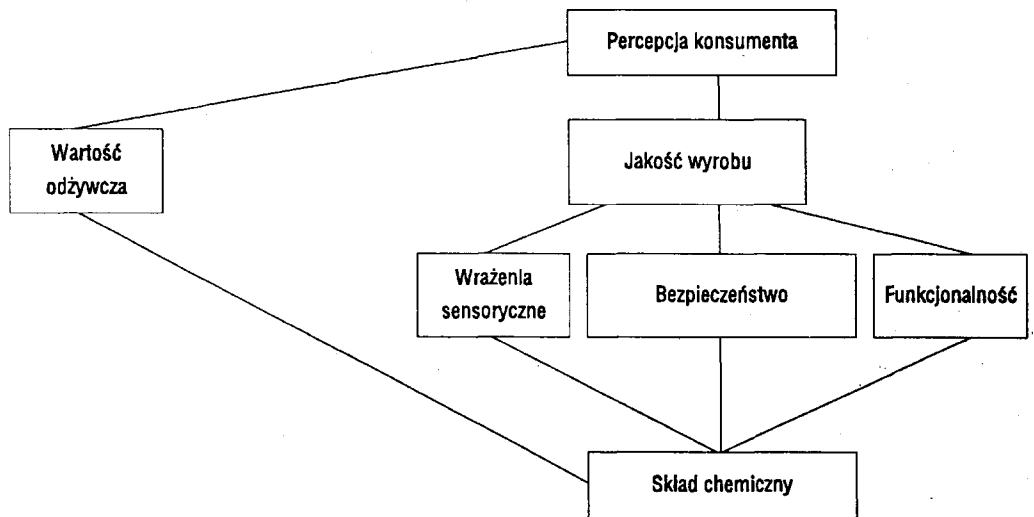 Percepcja konsumenta
Wartość
odżywcza
Jakość wyrobu
Wrażenia
sensoryczne
Bezpieczeństwo
Funkcjonalność
Skład chemiczny